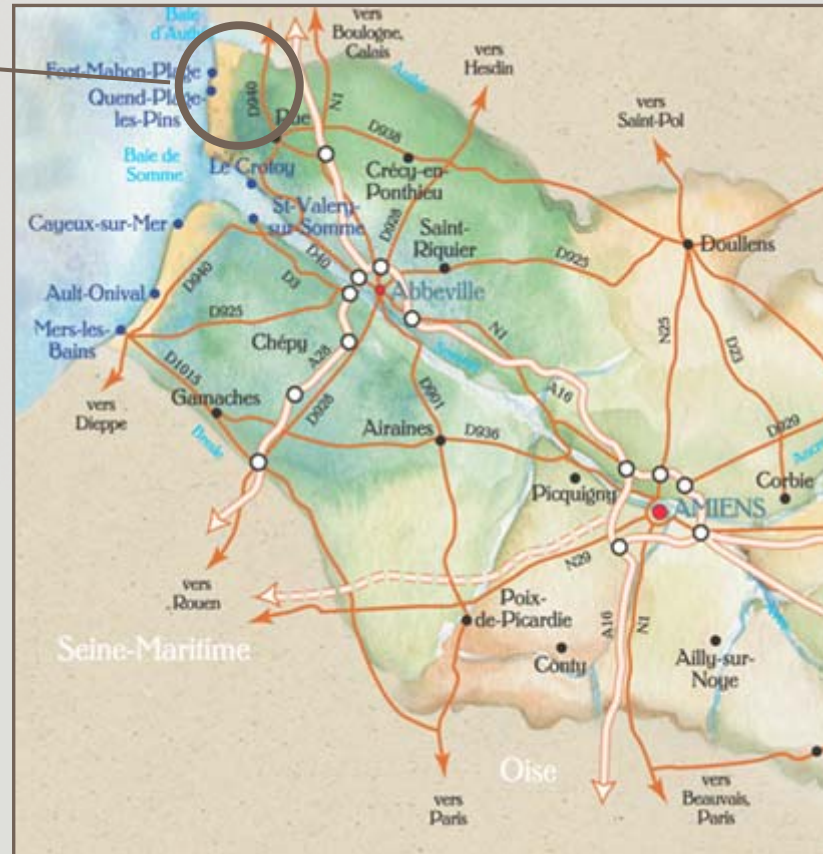 Baie
d'Auth
vers
Boulogne,
Calais
Authie
vers
Hesdin
Fort-Mahon-Plage
Quend-Plage-
les-Pins
D940
N1
Rue
D938
vers
Saint-Pol
Baie de
Somme
Le Crotoy
Crécy-en-
Ponthieu
Cayeux-sur-Mer
St-Valery-
sur-Somme
D928
Saint-
Riquier
D925
Doullens
D940
D3
D40
Abbeville
Ault-Onival
Mers-les-
Bains
D925
Chépy
A28
N1
Somme
N25
D23
D1015
vers
Dieppe
Gamaches
D928
D901
A16
Airaines
D936
D929
Bresle
Picquigny
Corbie
AMIENS
vers
Rouen
N29
Poix-
de-Picardie
A16
N1
Seine-Maritime
Conty
Ailly-sur-
Noye
Oise
vers
Paris
vers
Beauvais,
Paris